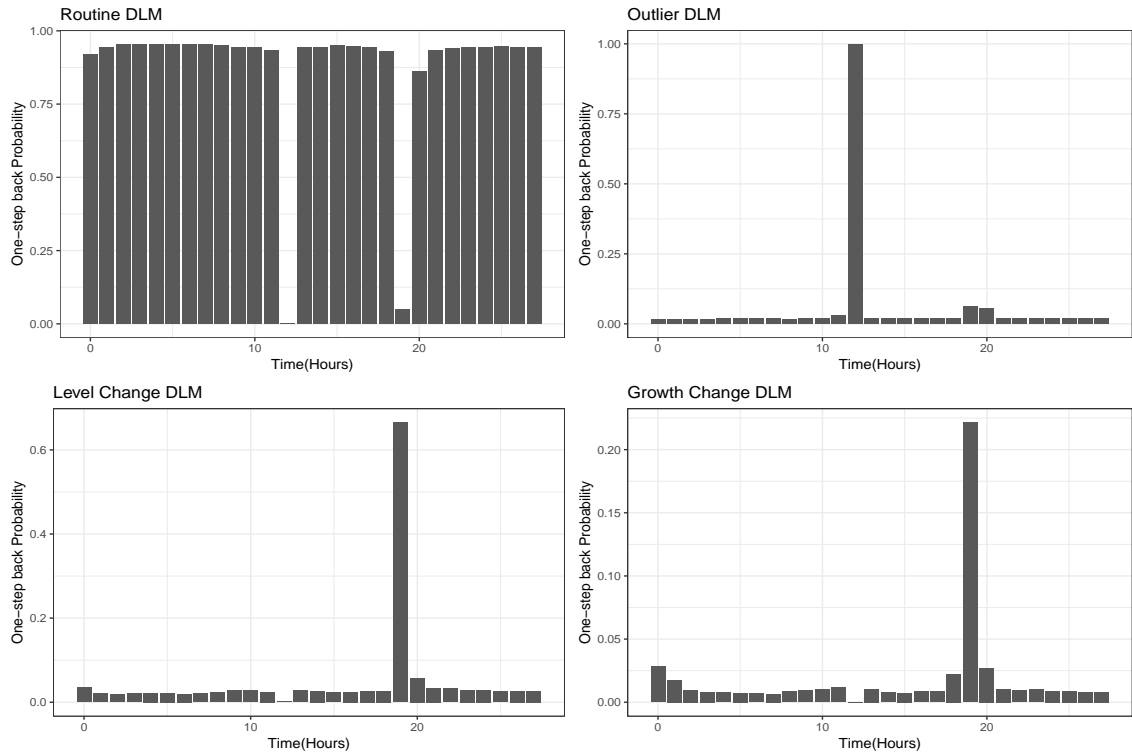 Routine DLM
One−step back Probability
1.00
0.75
0.50
0.25
0.00
0 10 20
Time(Hours)
Outlier DLM
One−step back Probability
1.00
0.75
0.50
0.25
0.00
0 10 20
Time(Hours)
Level Change DLM
One−step back Probability
0.6
0.4
0.2
0.0
0 10 20
Time(Hours)
Growth Change DLM
One−step back Probability
0.20
0.15
0.10
0.05
0.00
0 10 20
Time(Hours)